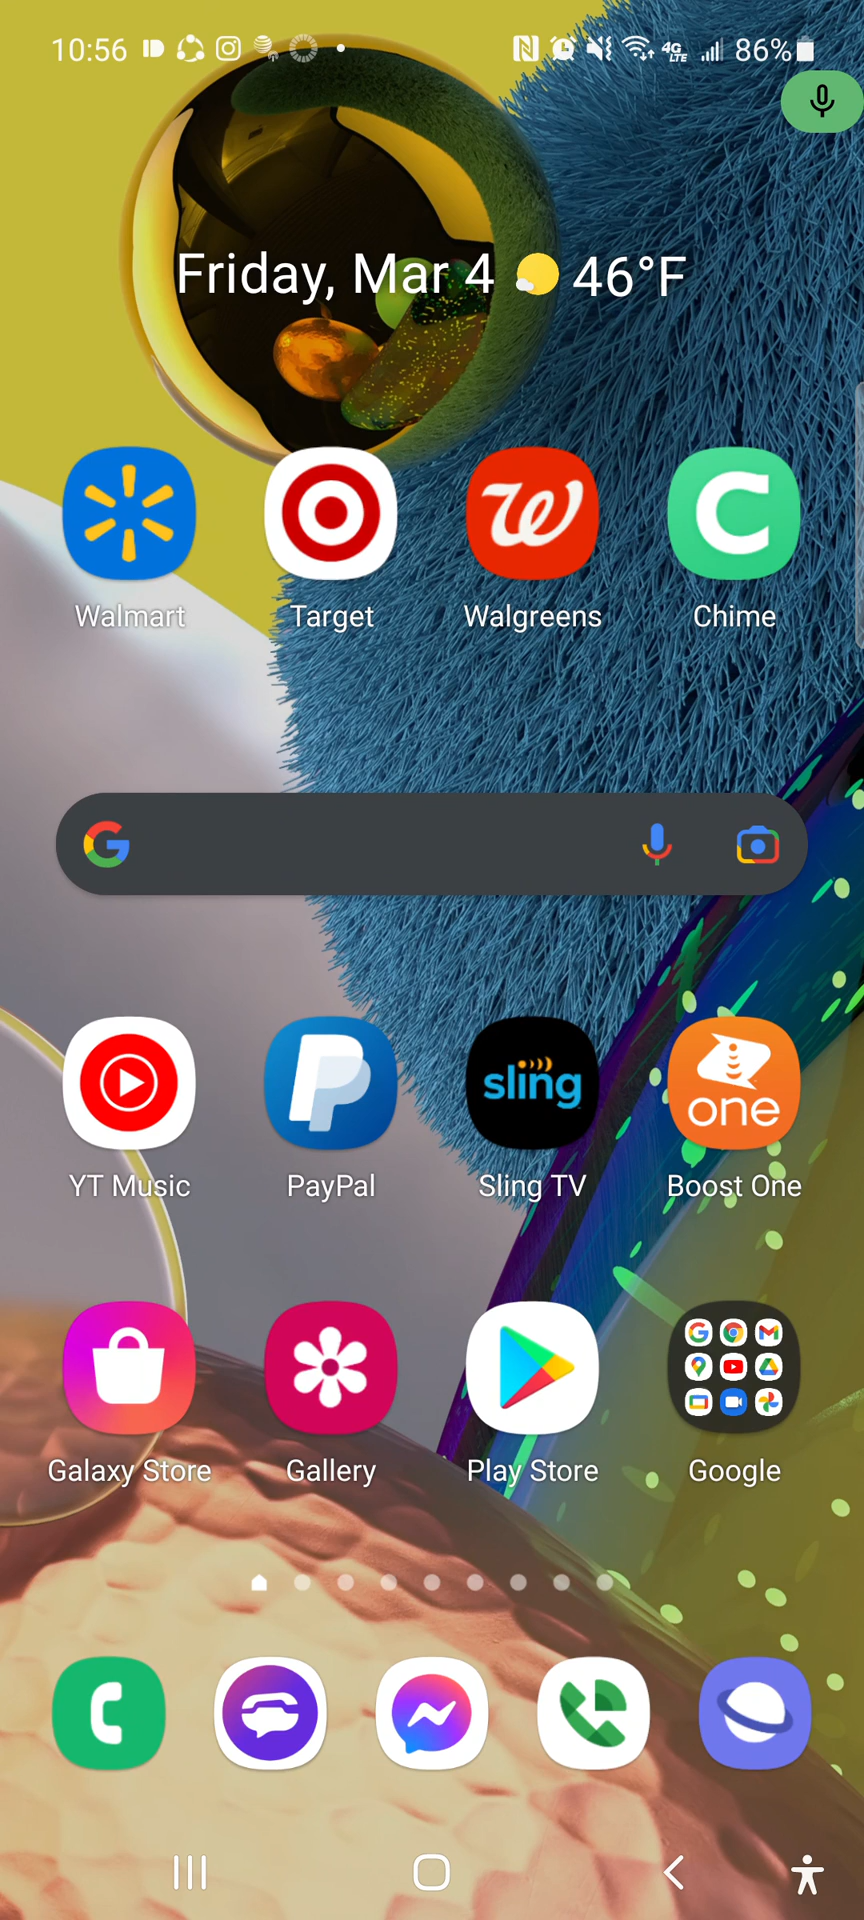 10:56 4G LTE 86%
Friday, Mar 4 46°F
Walmart Target Walgreens Chime
sling one
YT Music PayPal Sling TV Boost One
Galaxy Store Gallery Play Store Google